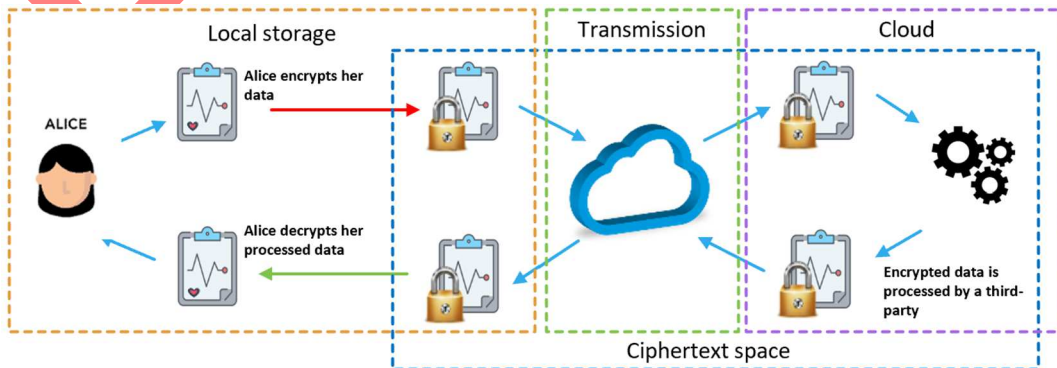 Local storage
Transmission
Cloud
Alice encrypts her
data
ALICE
Alice decrypts her
processed data
Encrypted data is
processed by a third-
party
Ciphertext space